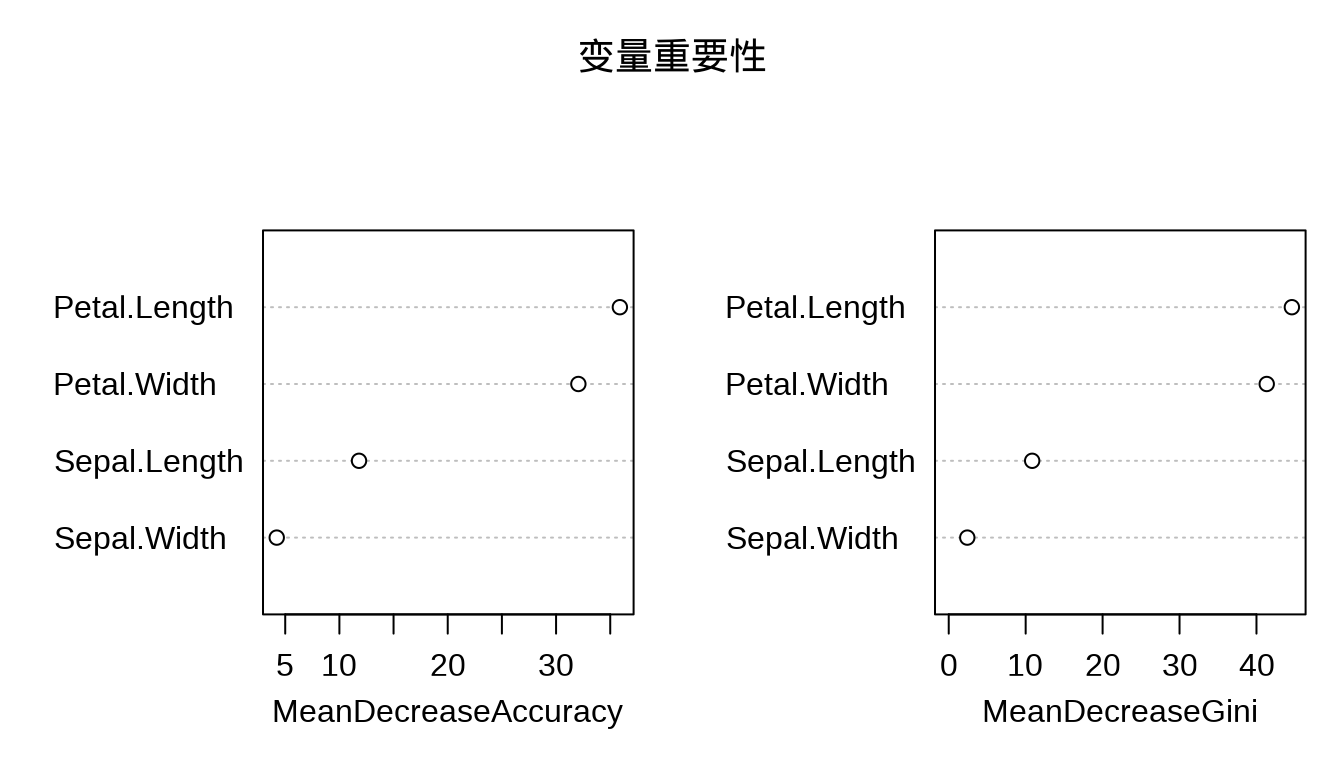 变量重要性
Petal.Length
Petal.Width
Sepal.Length
Sepal.Width
5 10 20 30
MeanDecreaseAccuracy
Petal.Length
Petal.Width
Sepal.Length
Sepal.Width
0 10 20 30 40
MeanDecreaseGini